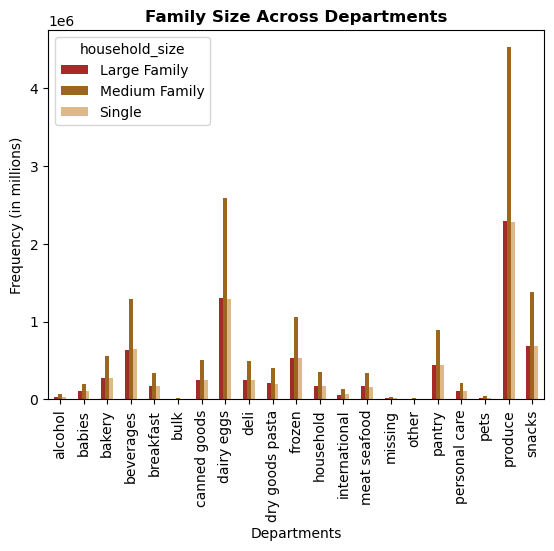 Family Size Across Departments
1e6
household_size
Large Family
Medium Family
Single
Frequency (in millions)
4
3
2
1
0
alcohol
babies
bakery
beverages
breakfast
bulk
canned goods
dairy eggs
deli
dry goods pasta
frozen
household
international
meat seafood
missing
other
pantry
personal care
pets
produce
snacks
Departments